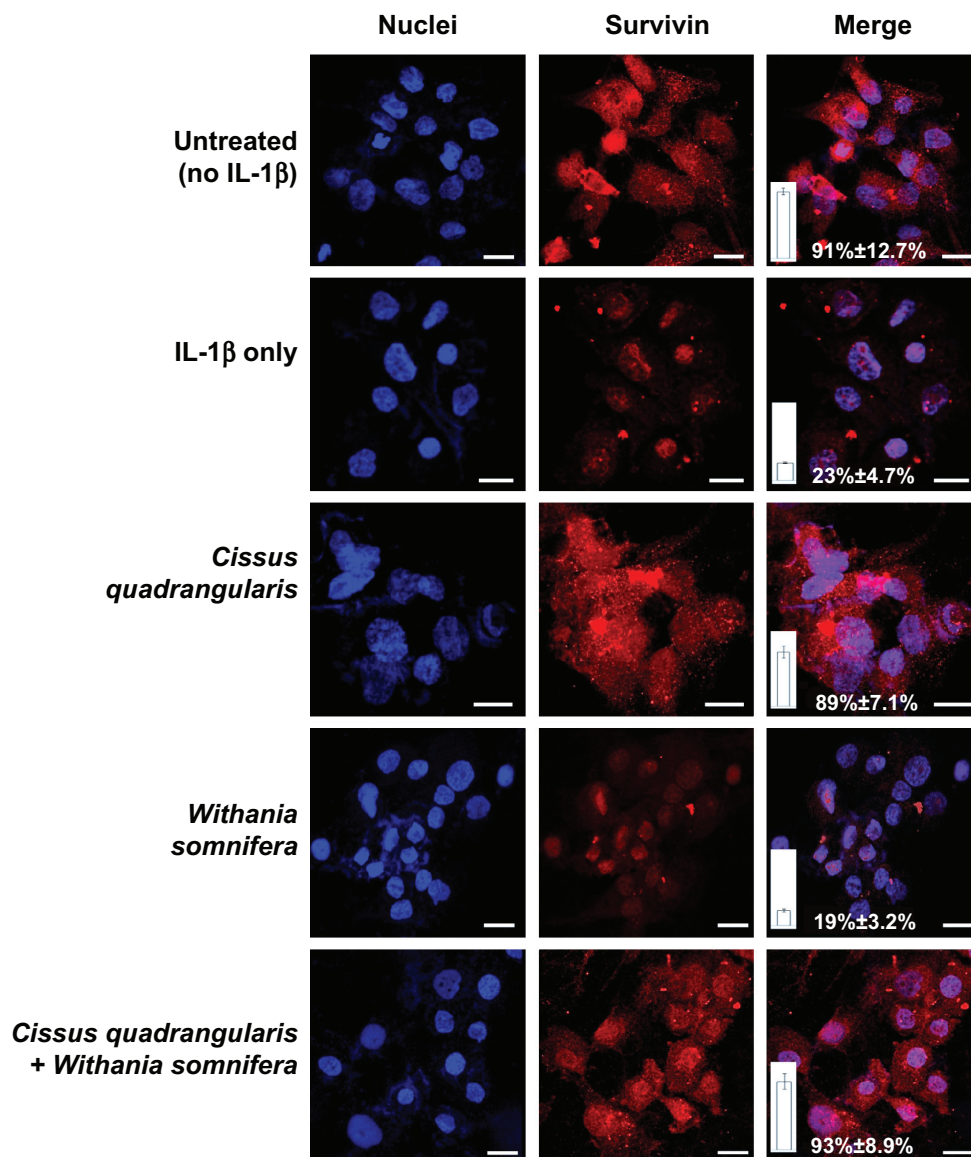 Nuclei Survivin Merge
Untreated
(no IL-1β)
91%±12.7%
IL-1β only
23%±4.7%
Cissus
quadrangularis
89%±7.1%
Withania
somnifera
19%±3.2%
Cissus quadrangularis
+ Withania somnifera
93%±8.9%